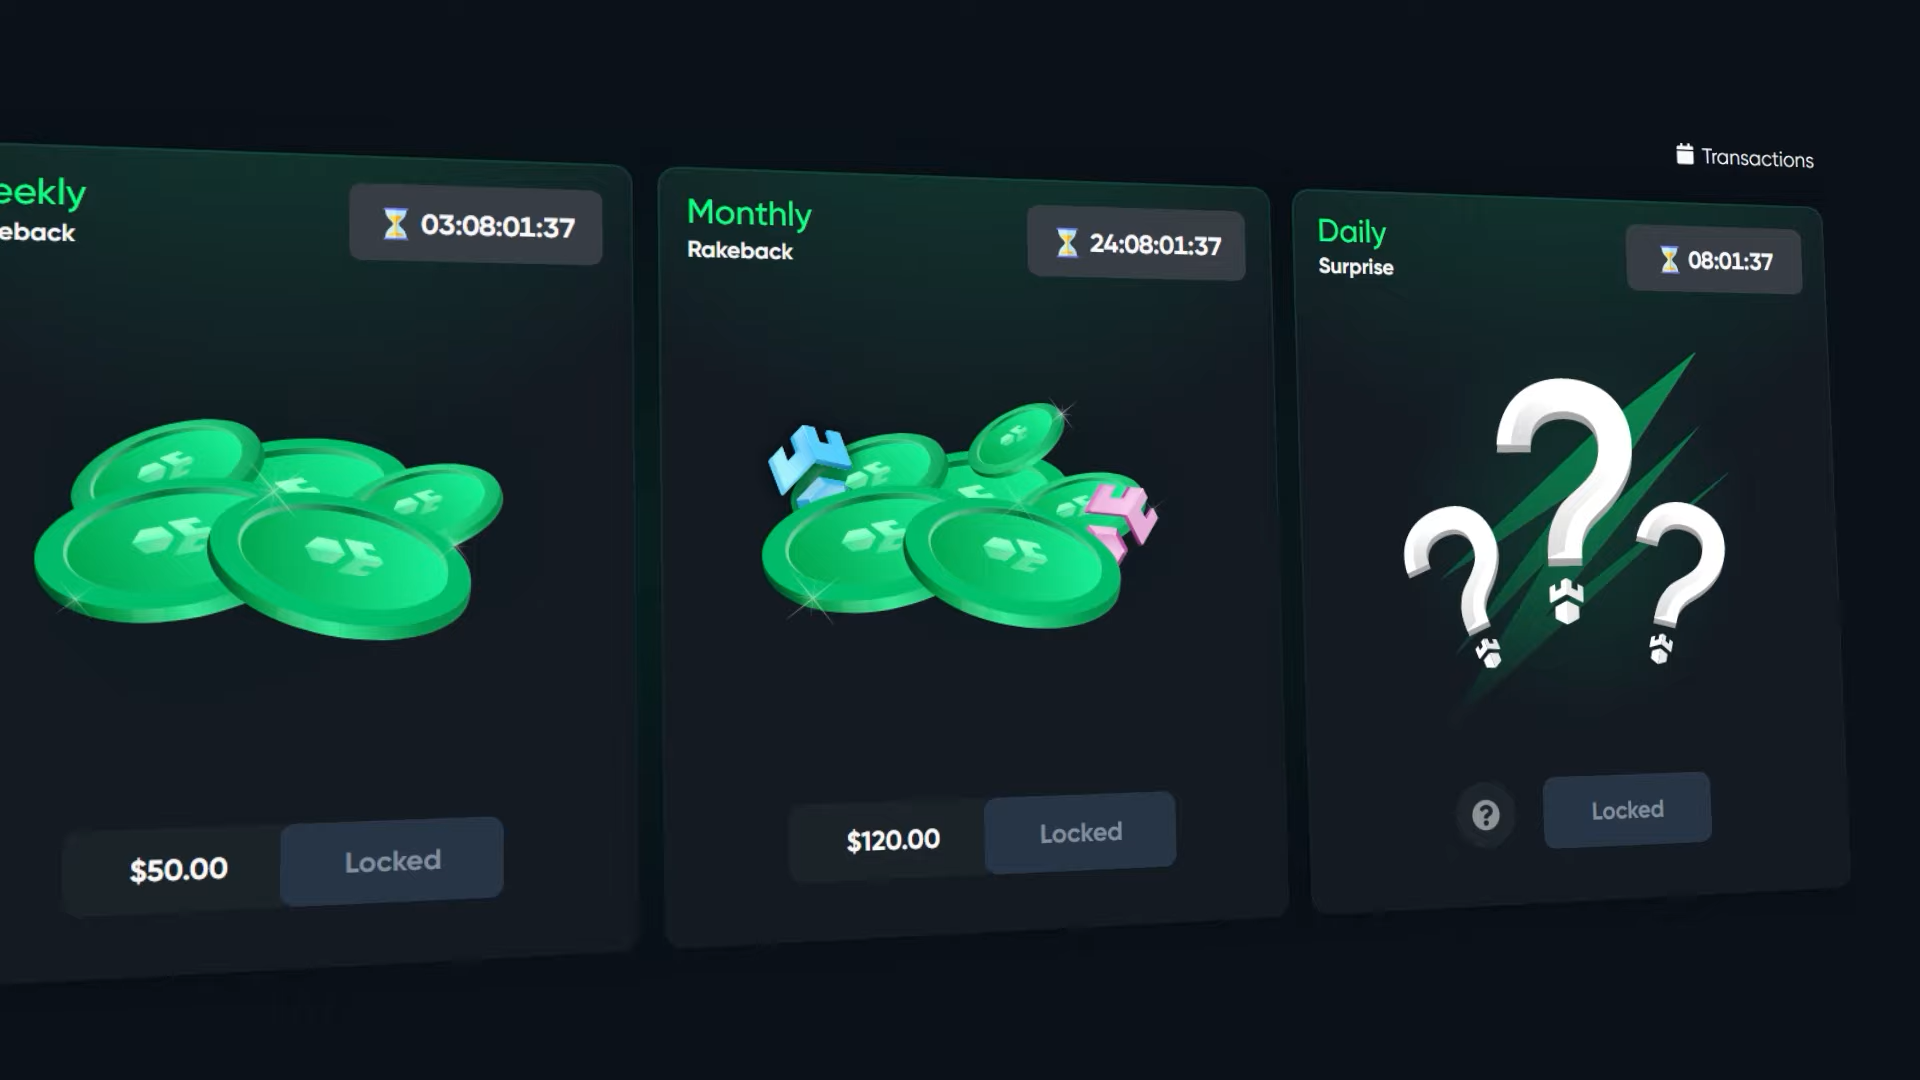 Transactions
eekly
eback
03:08:01:37
$50.00
Locked
Monthly
Rakeback
24:08:01:37
$120.00
Locked
Daily
Surprise
08:01:37
?
Locked